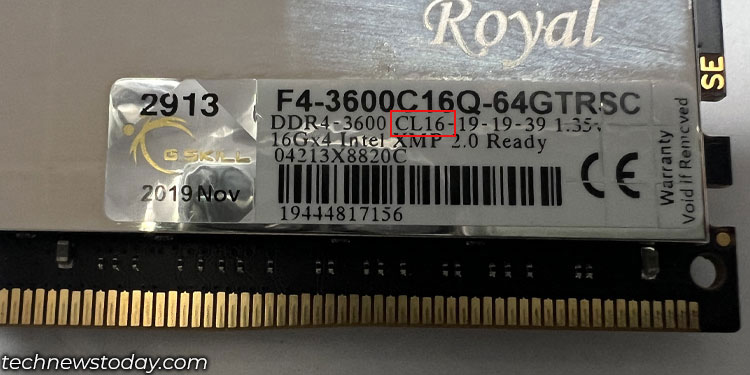 Royal
SE
2913
G.SKILL
2019 Nov
F4-3600C16Q-64GTRSC
DDR4-3600 CL16-19-19-39 1.35v
16Gx4 Intel XMP 2.0 Ready
04213X8820C
19444817156
CE
Warranty
Void if Removed
technewstoday.com